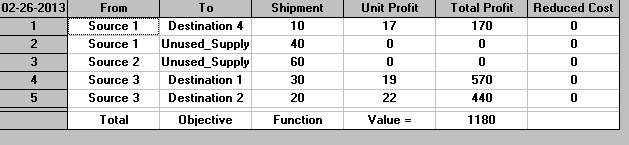 02-26-2013 From To Shipment Unit Profit Total Profit Reduced Cost
1 Source 1 Destination 4 10 17 170 0
2 Source 1 Unused_Supply 40 0 0 0
3 Source 2 Unused_Supply 60 0 0 0
4 Source 3 Destination 1 30 19 570 0
5 Source 3 Destination 2 20 22 440 0
Total Objective Function Value = 1180